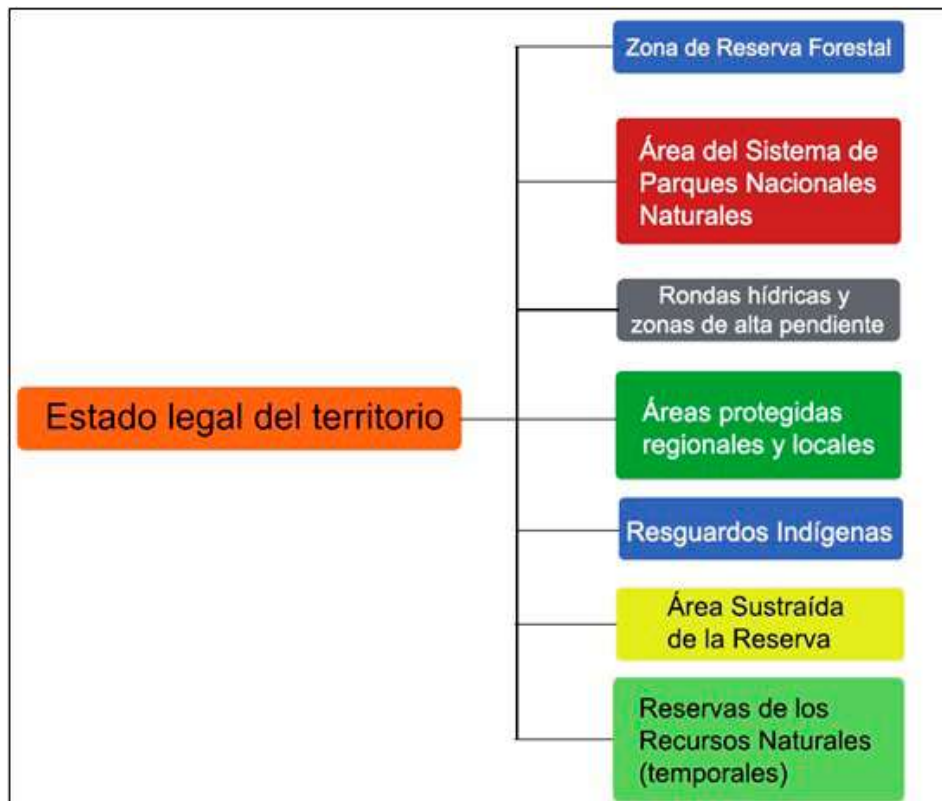 Zona de Reserva Forestal
Área del Sistema de
Parques Nacionales
Naturales
Rondas hídricas y
zonas de alta pendiente
Estado legal del territorio
Áreas protegidas
regionales y locales
Resguardos Indígenas
Área Sustraída
de la Reserva
Reservas de los
Recursos Naturales
(temporales)